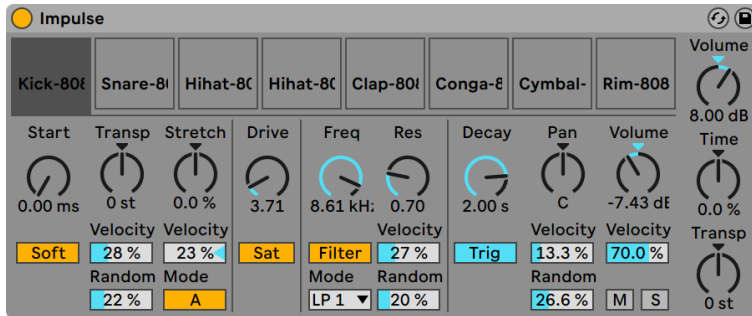 Impulse
Kick-808 Snare-80 Hihat-80 Hihat-80 Clap-808 Conga-8 Cymbal- Rim-808
Volume
8.00 dB
Start Transp Stretch Drive Freq Res Decay Pan Volume
Time
0.00 ms 0 st 0.0 % 3.71 8.61 kHz 0.70 2.00 s C -7.43 dB
0.0 %
Velocity Velocity Velocity Velocity Velocity
Transp
Soft 28 % 23 % Sat Filter 27 % Trig 13.3 % 70.0 %
Random Mode Mode Random Random
22 % A LP 1 20 % 26.6 % M S
0 st